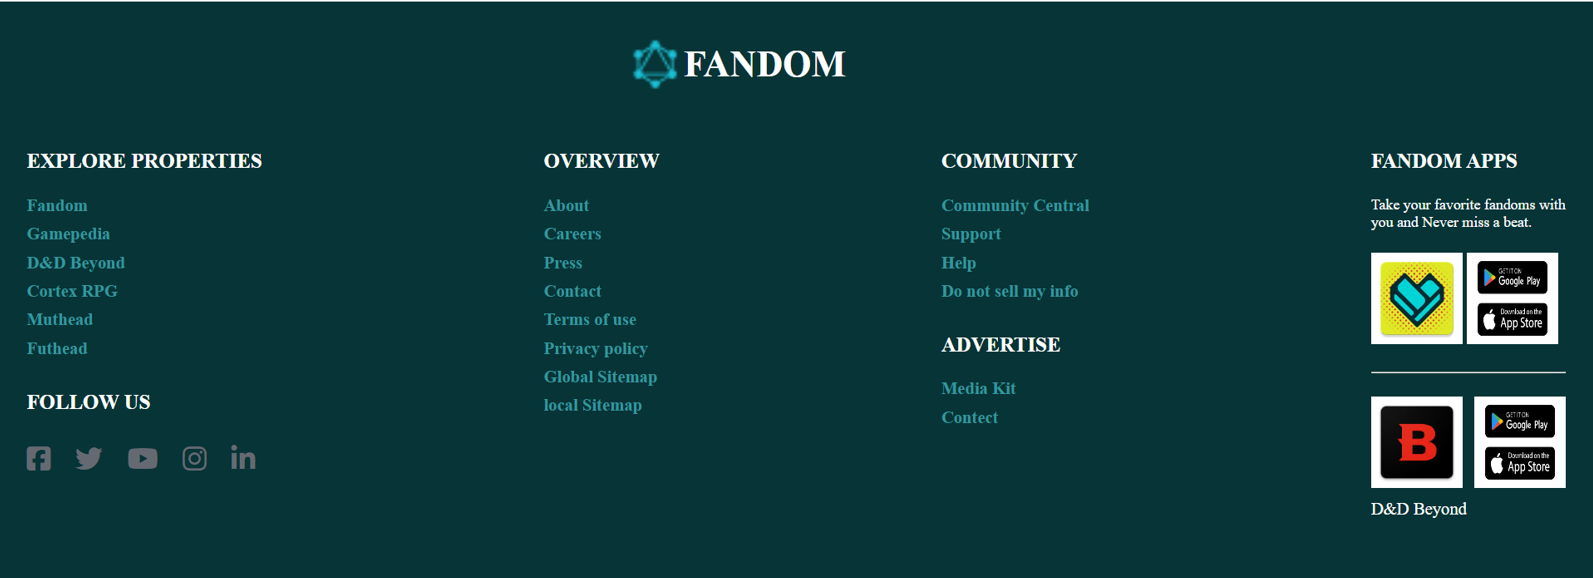 FANDOM
EXPLORE PROPERTIES
Fandom
Gamepedia
D&D Beyond
Cortex RPG
Muthead
Futhead
FOLLOW US
OVERVIEW
About
Careers
Press
Contact
Terms of use
Privacy policy
Global Sitemap
local Sitemap
COMMUNITY
Community Central
Support
Help
Do not sell my info
ADVERTISE
Media Kit
Contect
FANDOM APPS
Take your favorite fandoms with
you and Never miss a beat.
GET IT ON
Google Play
Download on the
App Store
B
GET IT ON
Google Play
Download on the
App Store
D&D Beyond